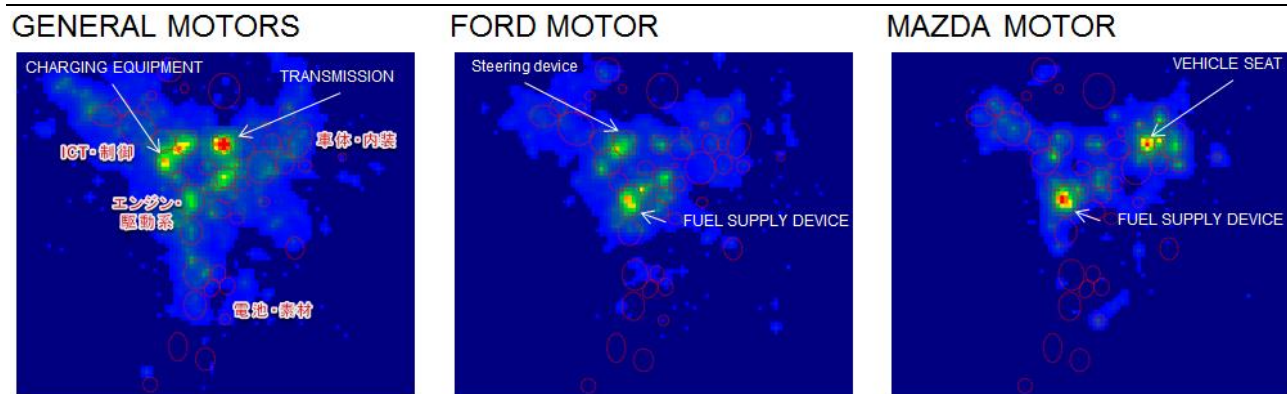 GENERAL MOTORS
CHARGING EQUIPMENT
TRANSMISSION
ICT・制御
車体・内装
エンジン・
駆動系
電池・素材
FORD MOTOR
Steering device
FUEL SUPPLY DEVICE
MAZDA MOTOR
VEHICLE SEAT
FUEL SUPPLY DEVICE